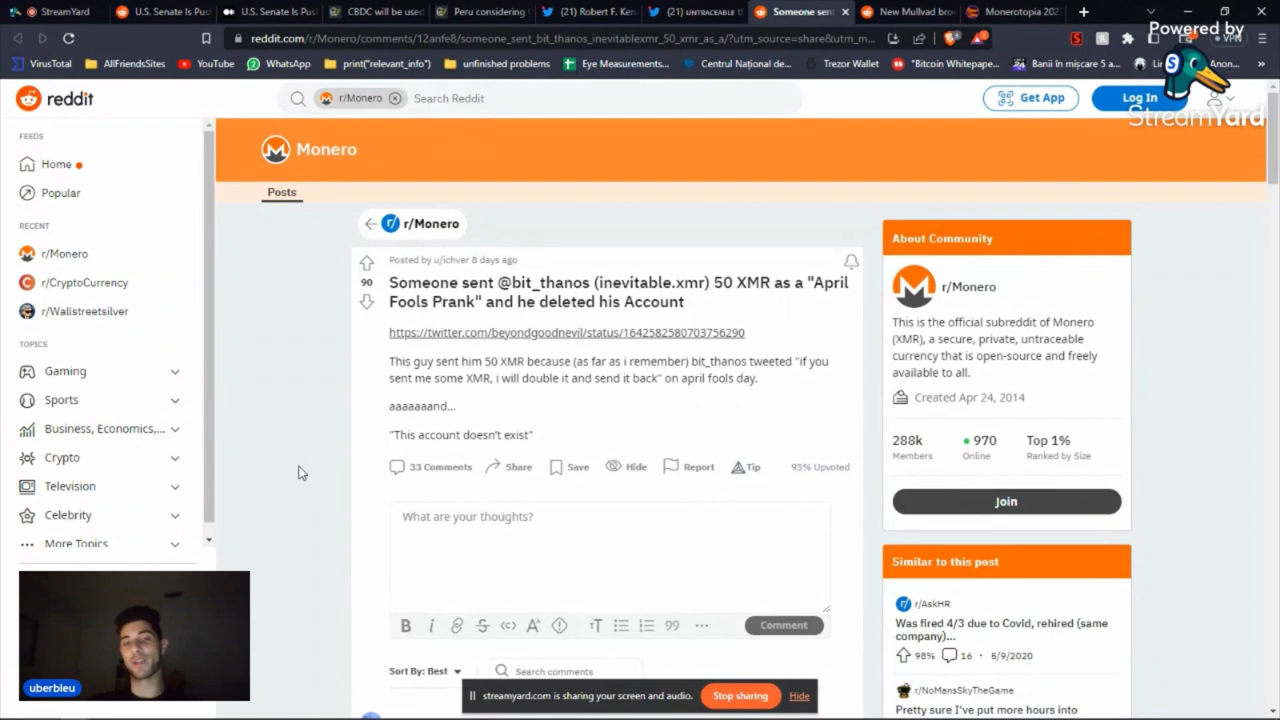 StreamYard
U.S. Senate Is Pus
U.S. Senate Is Pus
CBDC will be used
Peru considering C
(21) Robert F. Ken
(21) UNTRACEABLE
Someone sent
New Mullvad bro
Monerotopia 202
Powered by
StreamYard
reddit.com/r/Monero/comments/12anfe8/someone_sent_bit_thanos_inevitablexmr_50_xmr_as_a/?utm_source=share&utm_m...
VPN
VirusTotal
AllFriendsSites
YouTube
WhatsApp
print("relevant_info")
unfinished problems
Eye Measurements...
Centrul Național de...
Trezor Wallet
"Bitcoin Whitepape...
Banii în mișcare 5 a...
Anon...
reddit
r/Monero
Search Reddit
Get App
Log In
FEEDS
Home
Popular
RECENT
r/Monero
r/CryptoCurrency
r/Wallstreetsilver
TOPICS
Gaming
Sports
Business, Economics,...
Crypto
Television
Celebrity
More Topics
Monero
Posts
r/Monero
Posted by u/ichver 8 days ago
90
Someone sent @bit_thanos (inevitable.xmr) 50 XMR as a "April
Fools Prank" and he deleted his Account
https://twitter.com/beyondgoodnevil/status/1642582580703756290
This guy sent him 50 XMR because (as far as i remember) bit_thanos tweeted "if you
sent me some XMR, i will double it and send it back" on april fools day.
aaaaaaand...
"This account doesn't exist"
33 Comments
Share
Save
Hide
Report
Tip
93% Upvoted
What are your thoughts?
Comment
Sort By: Best
Search comments
About Community
r/Monero
This is the official subreddit of Monero
(XMR), a secure, private, untraceable
currency that is open-source and freely
available to all.
Created Apr 24, 2014
288k
970
Top 1%
Members
Online
Ranked by Size
Join
Similar to this post
r/AskHR
Was fired 4/3 due to Covid, rehired (same
company)...
98%
16
5/9/2020
r/NoMansSkyTheGame
Pretty sure I've put more hours into
uberbleu
streamyard.com is sharing your screen and audio.
Stop sharing
Hide